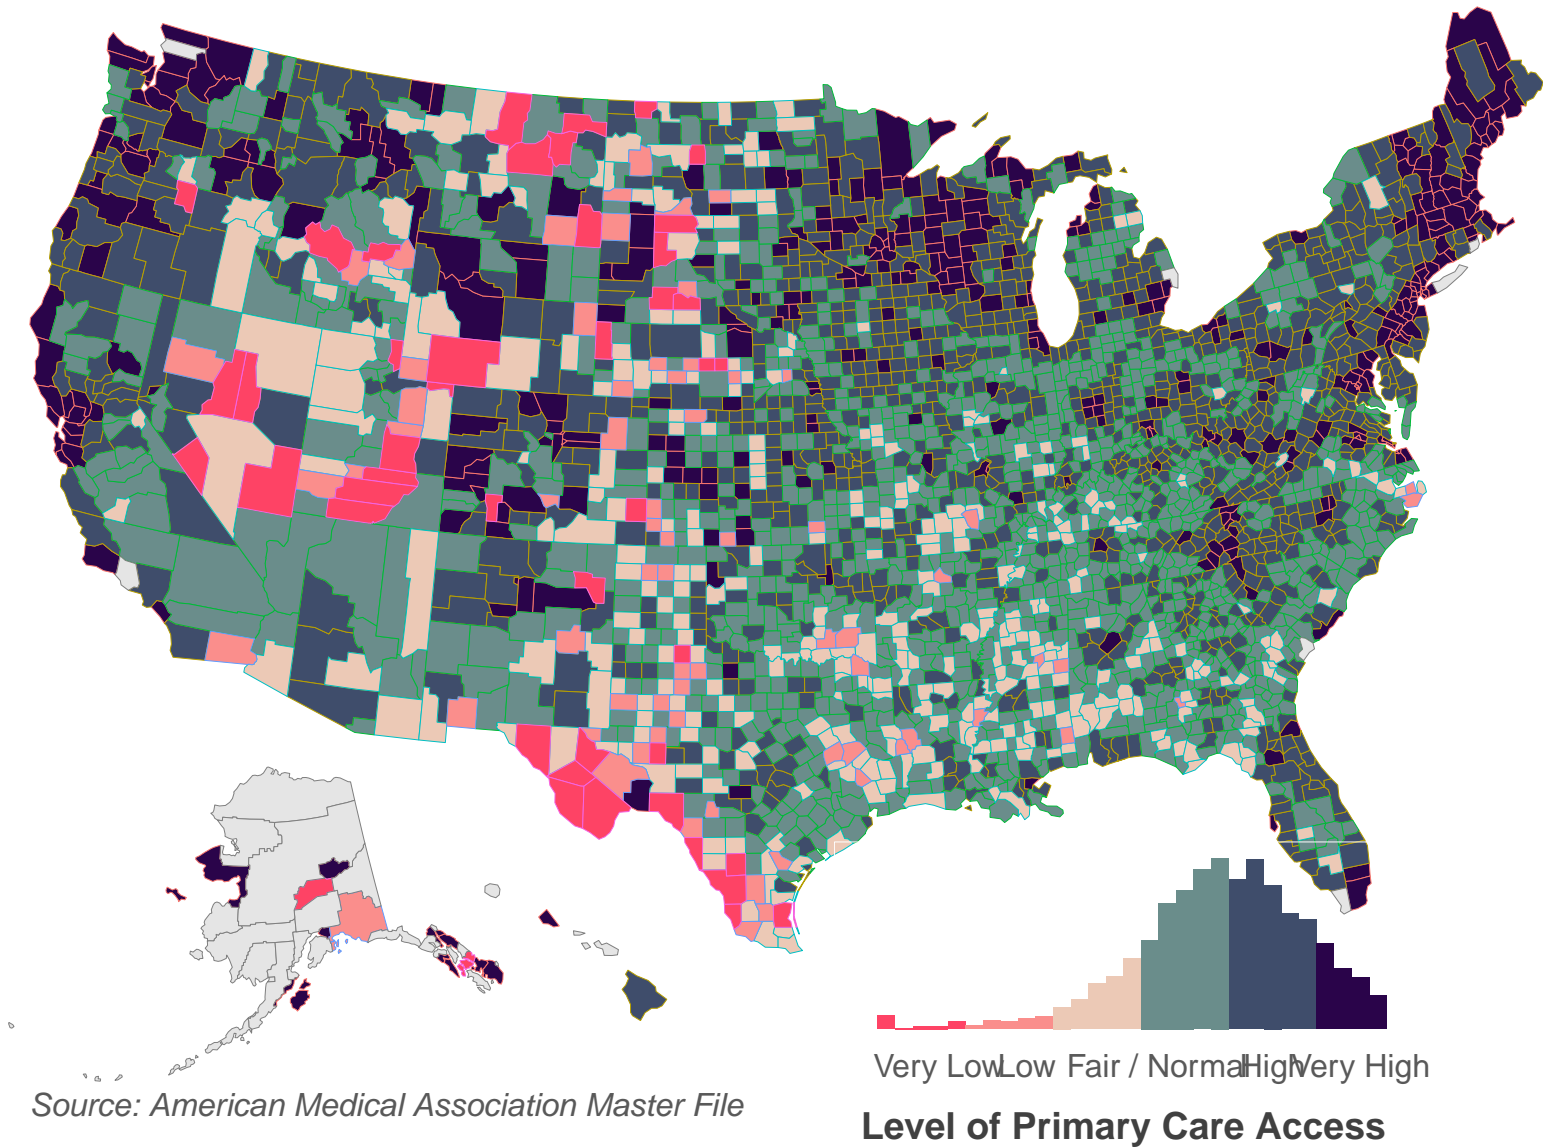 Very Low Low Fair / Normal High Very High
Source: American Medical Association Master File
Level of Primary Care Access